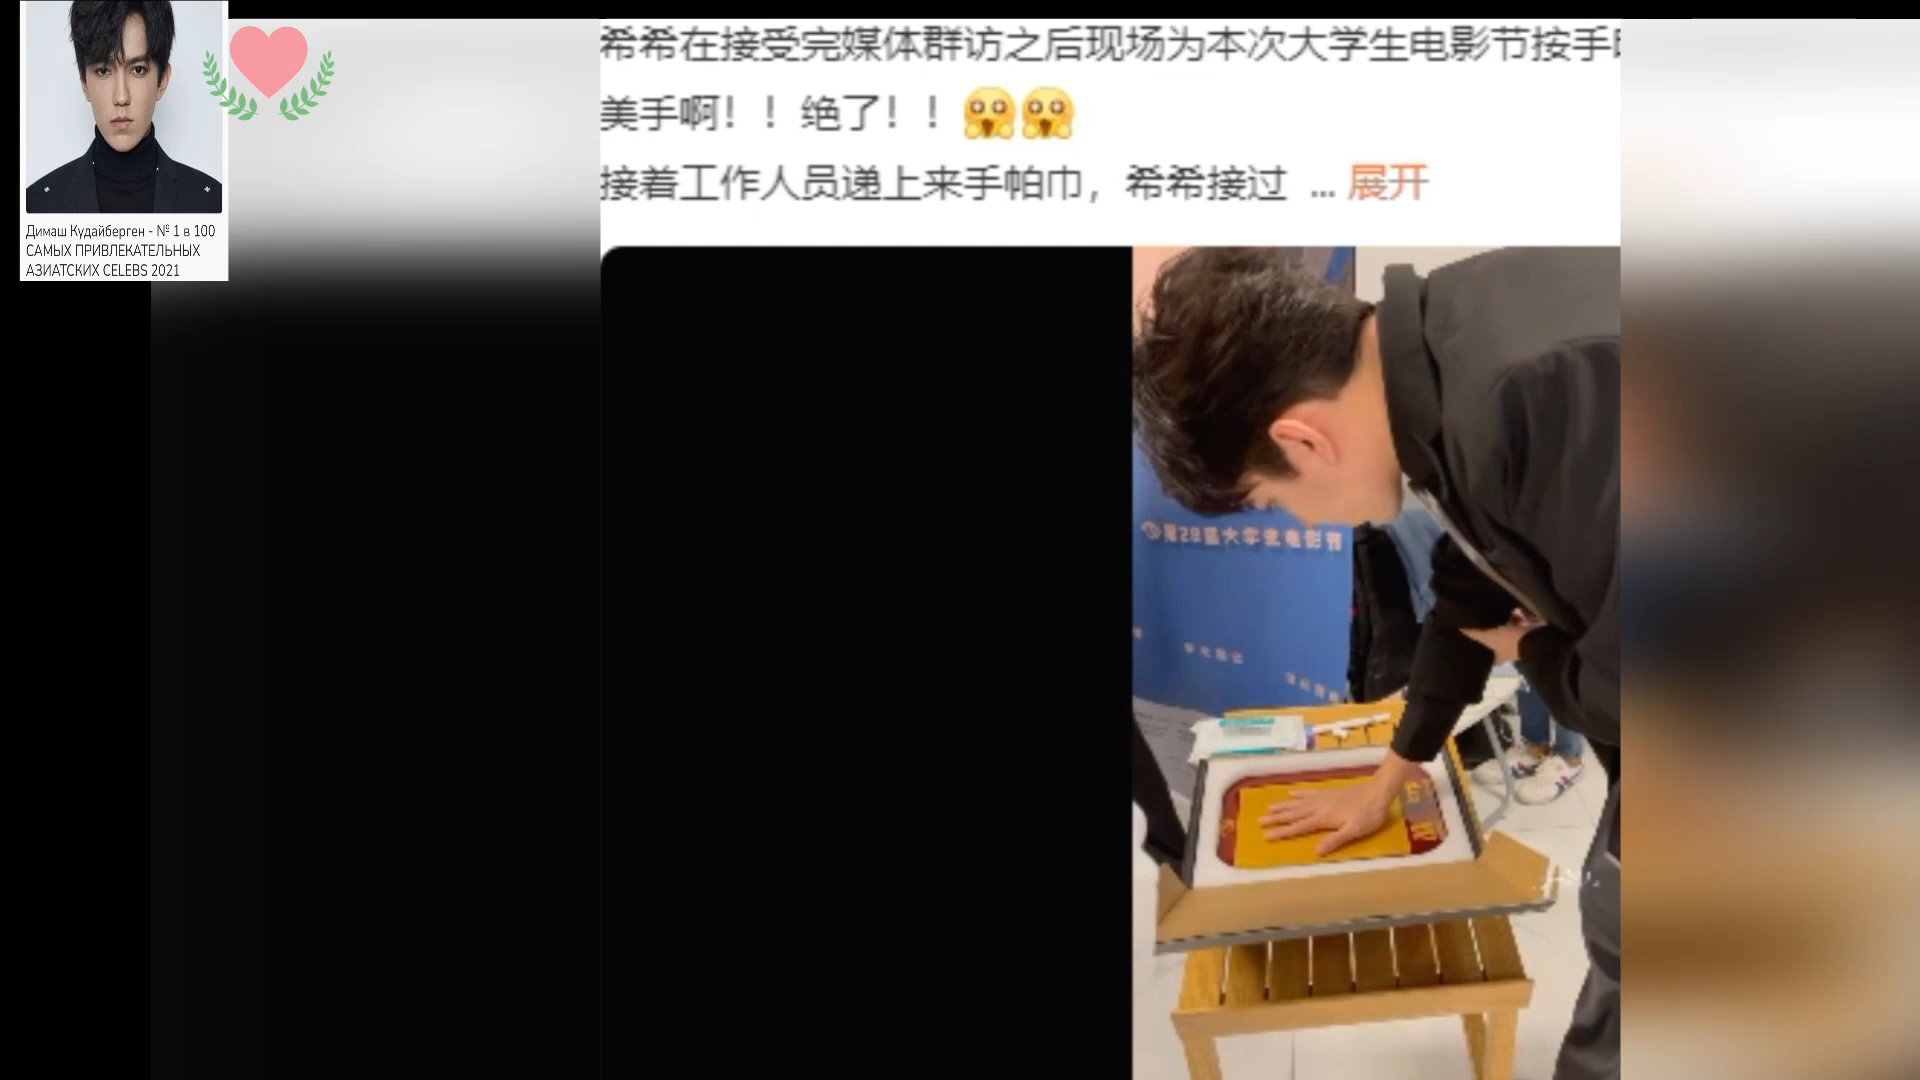 Димаш Кудайберген - № 1 в 100
САМЫХ ПРИВЛЕКАТЕЛЬНЫХ
АЗИАТСКИХ CELEBS 2021
希希在接受完媒体群访之后现场为本次大学生电影节按手
美手啊！！绝了！！
接着工作人员递上来手帕巾，希希接过 ... 展开
第28届大学生电影节